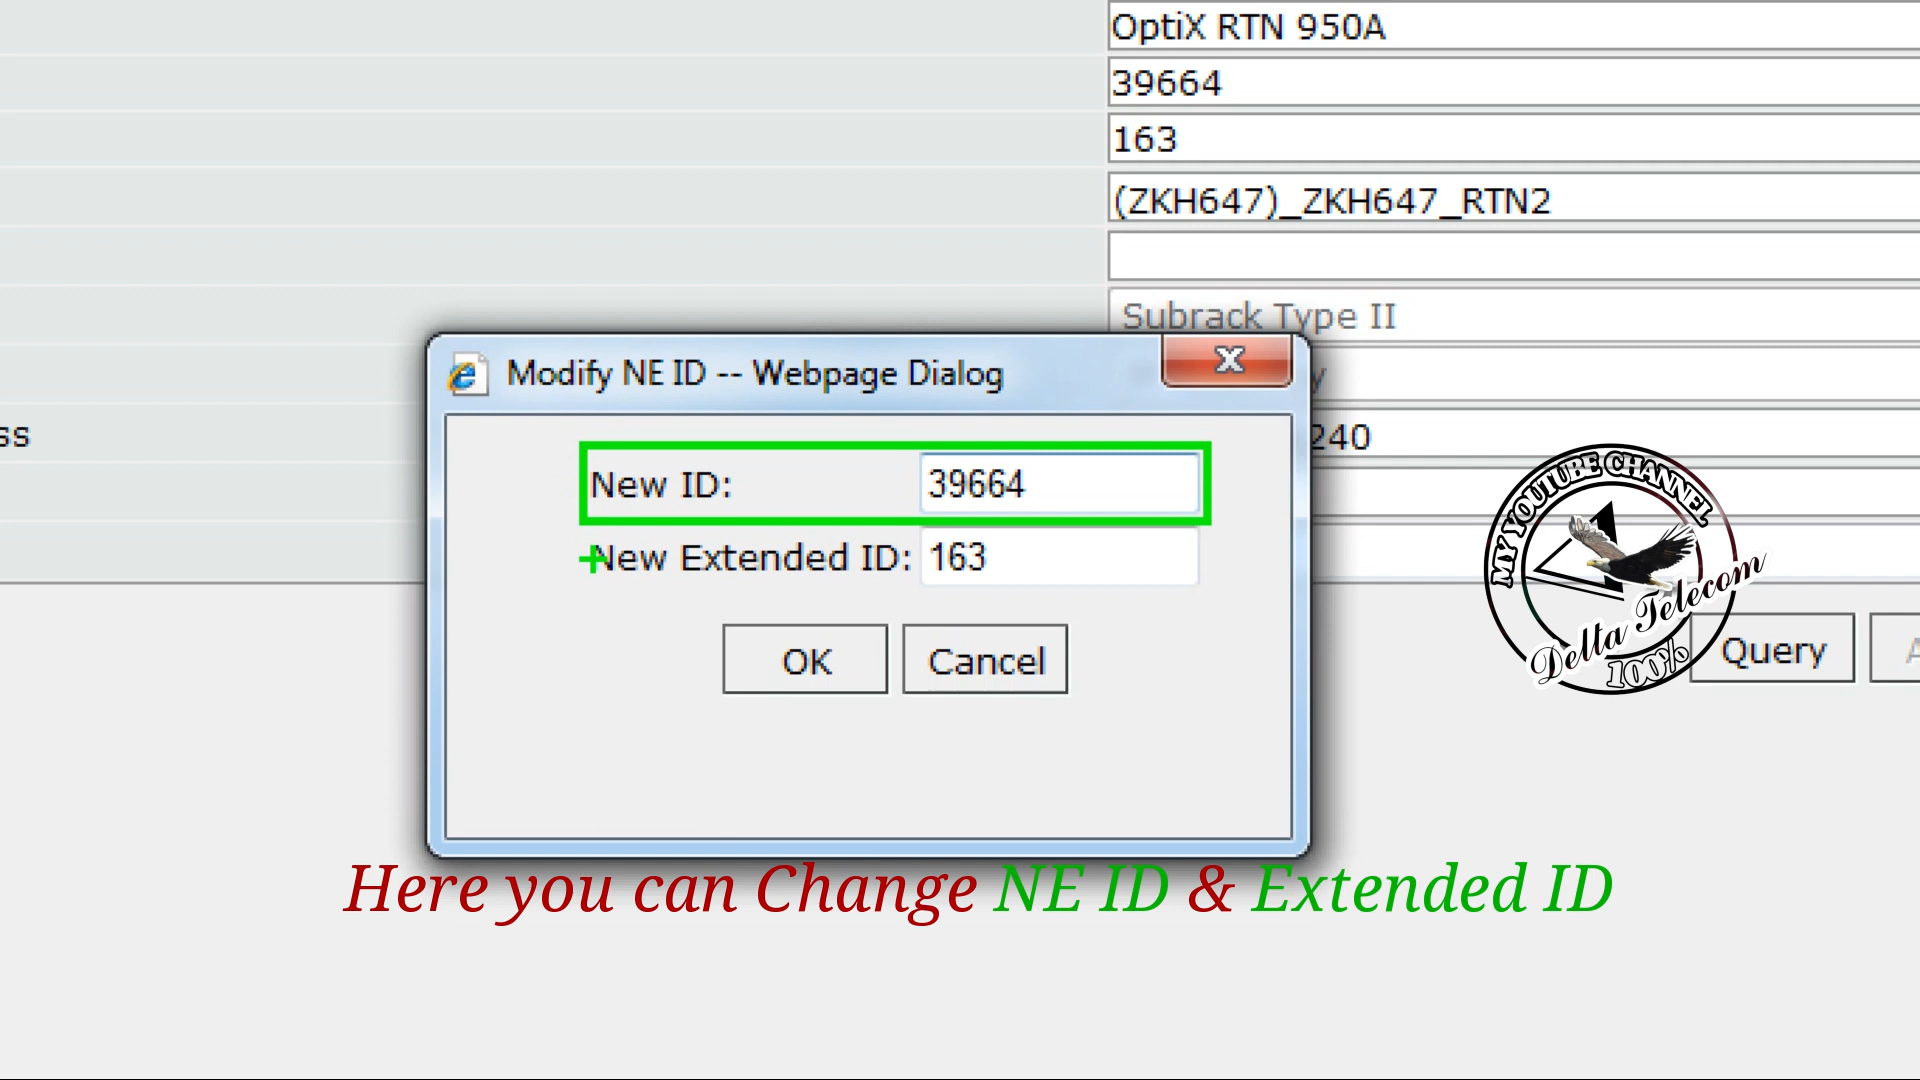 OptiX RTN 950A
39664
163
(ZKH647)_ZKH647_RTN2
Subrack Type II
Modify NE ID -- Webpage Dialog
X
ss
240
New ID: 39664
New Extended ID: 163
OK Cancel
MY YOUTUBE CHANNEL
Delta Telecom
100%
Query
Here you can Change NE ID & Extended ID